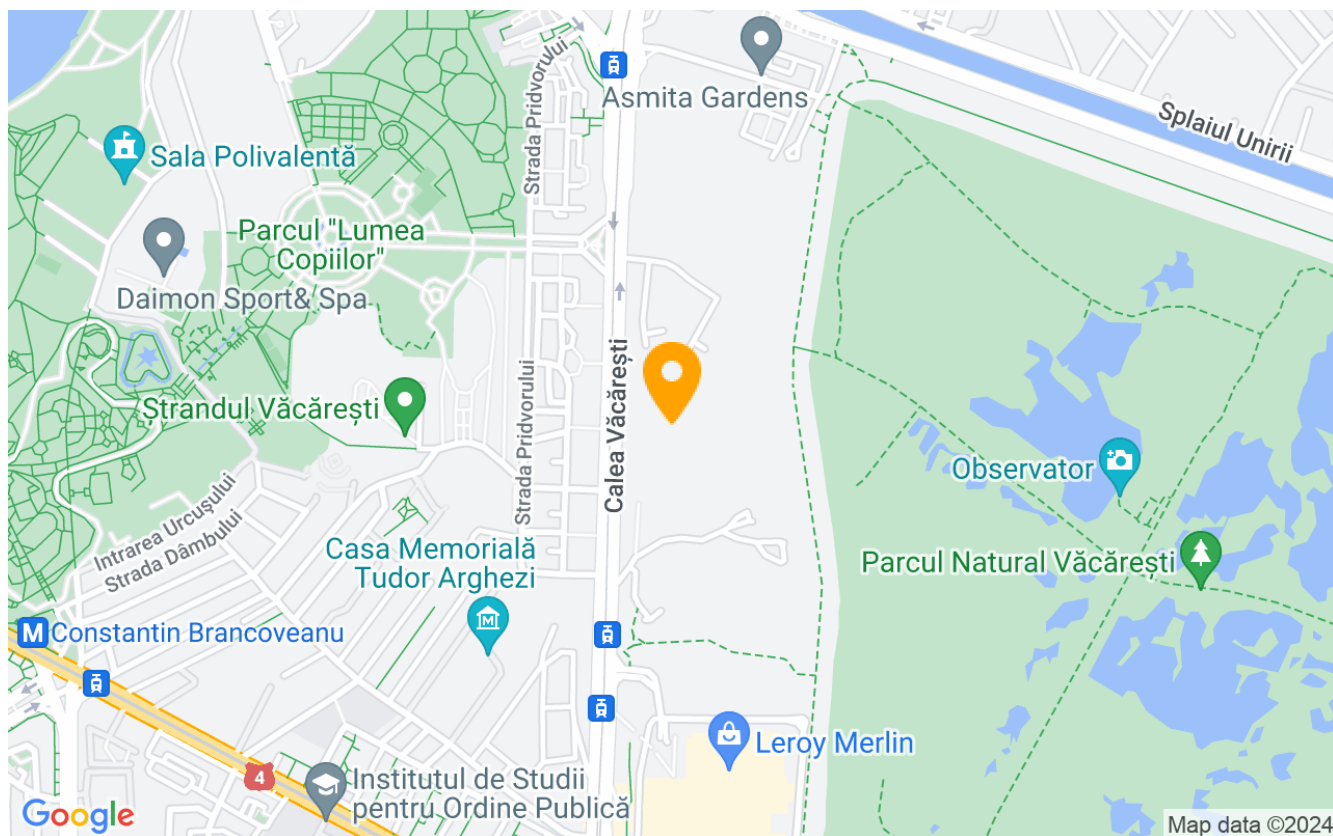 Strada Pridvorului
Asmita Gardens
Splaiul Unirii
Sala Polivalentă
Parcul "Lumea
Copiilor"
Daimon Sport& Spa
Calea Văcărești
Strada Pridvorului
Ștrandul Văcărești
Observator
Intrarea Urcușului
Strada Dâmbului
Casa Memorială
Tudor Arghezi
Parcul Natural Văcărești
M Constantin Brancoveanu
Leroy Merlin
4
Institutul de Studii
pentru Ordine Publică
Google
Map data ©2024